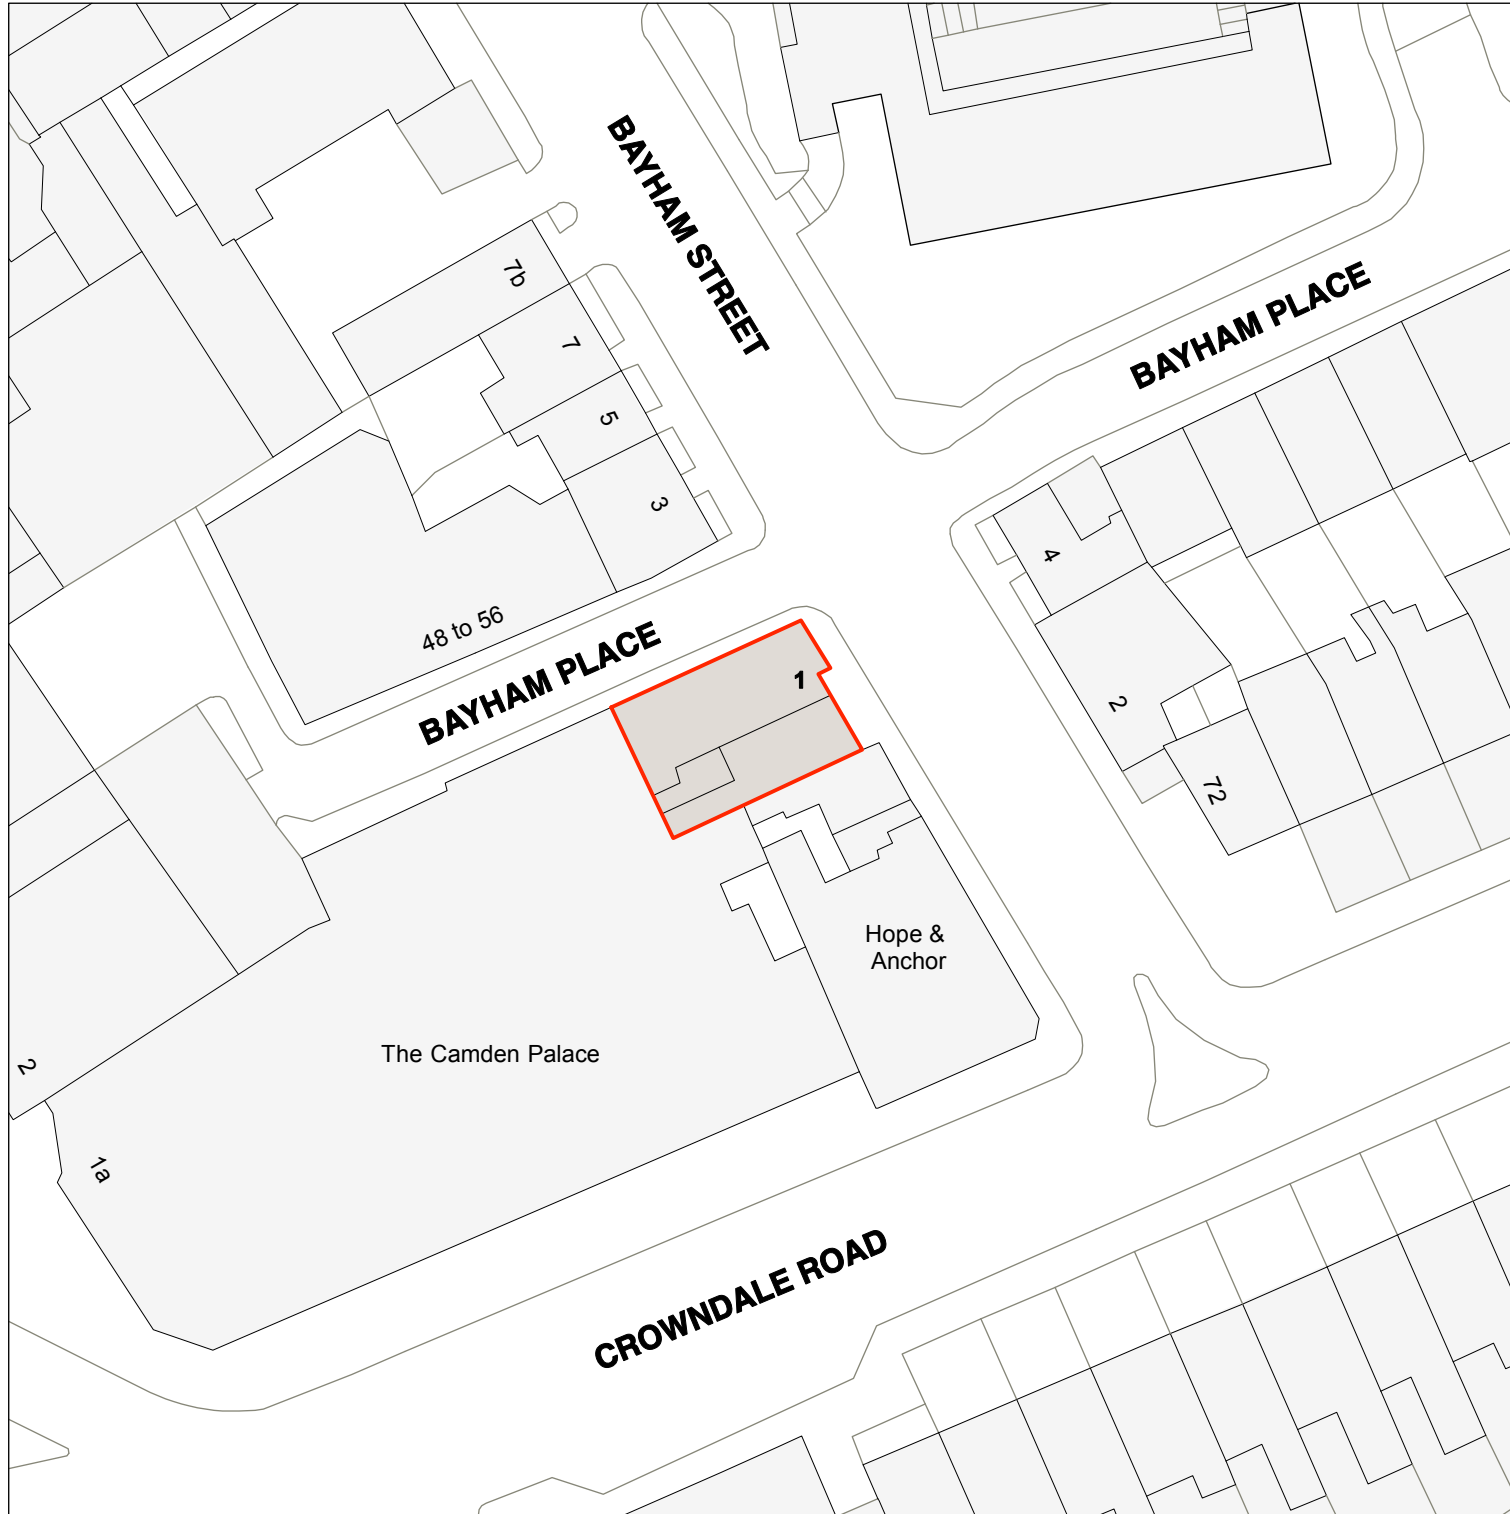 BAYHAM STREET
7b
BAYHAM PLACE
7
5
3
4
48 to 56
BAYHAM PLACE
1
2
72
Hope &
Anchor
The Camden Palace
2
1a
CROWNDALE ROAD